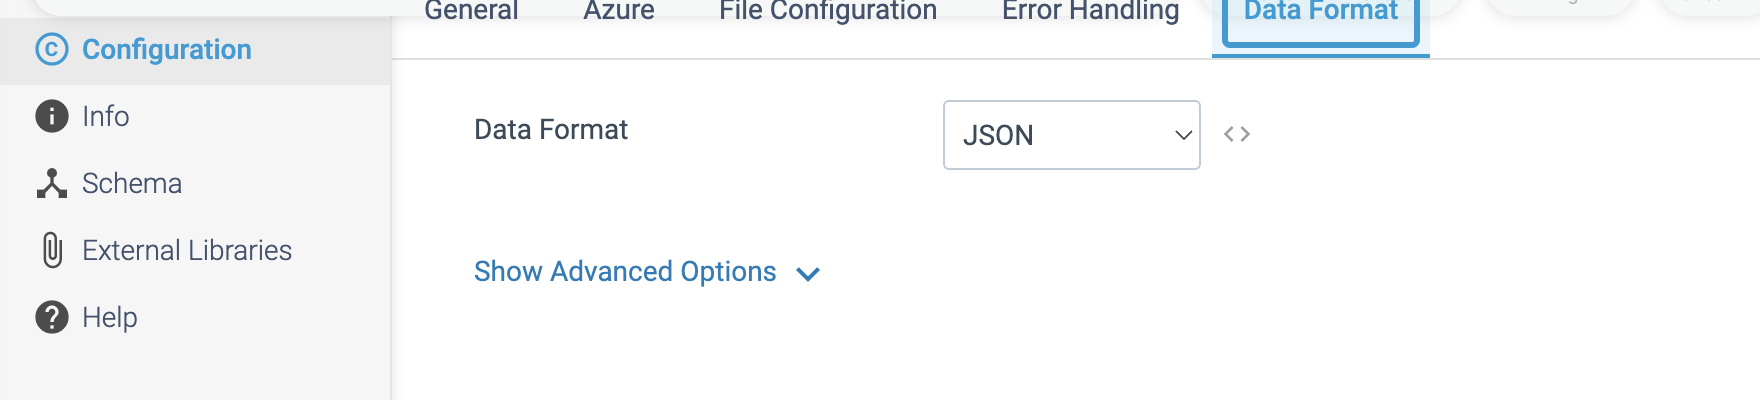 General Azure File Configuration Error Handling Data Format
Configuration
Info
Schema
External Libraries
Help
Data Format JSON
Show Advanced Options